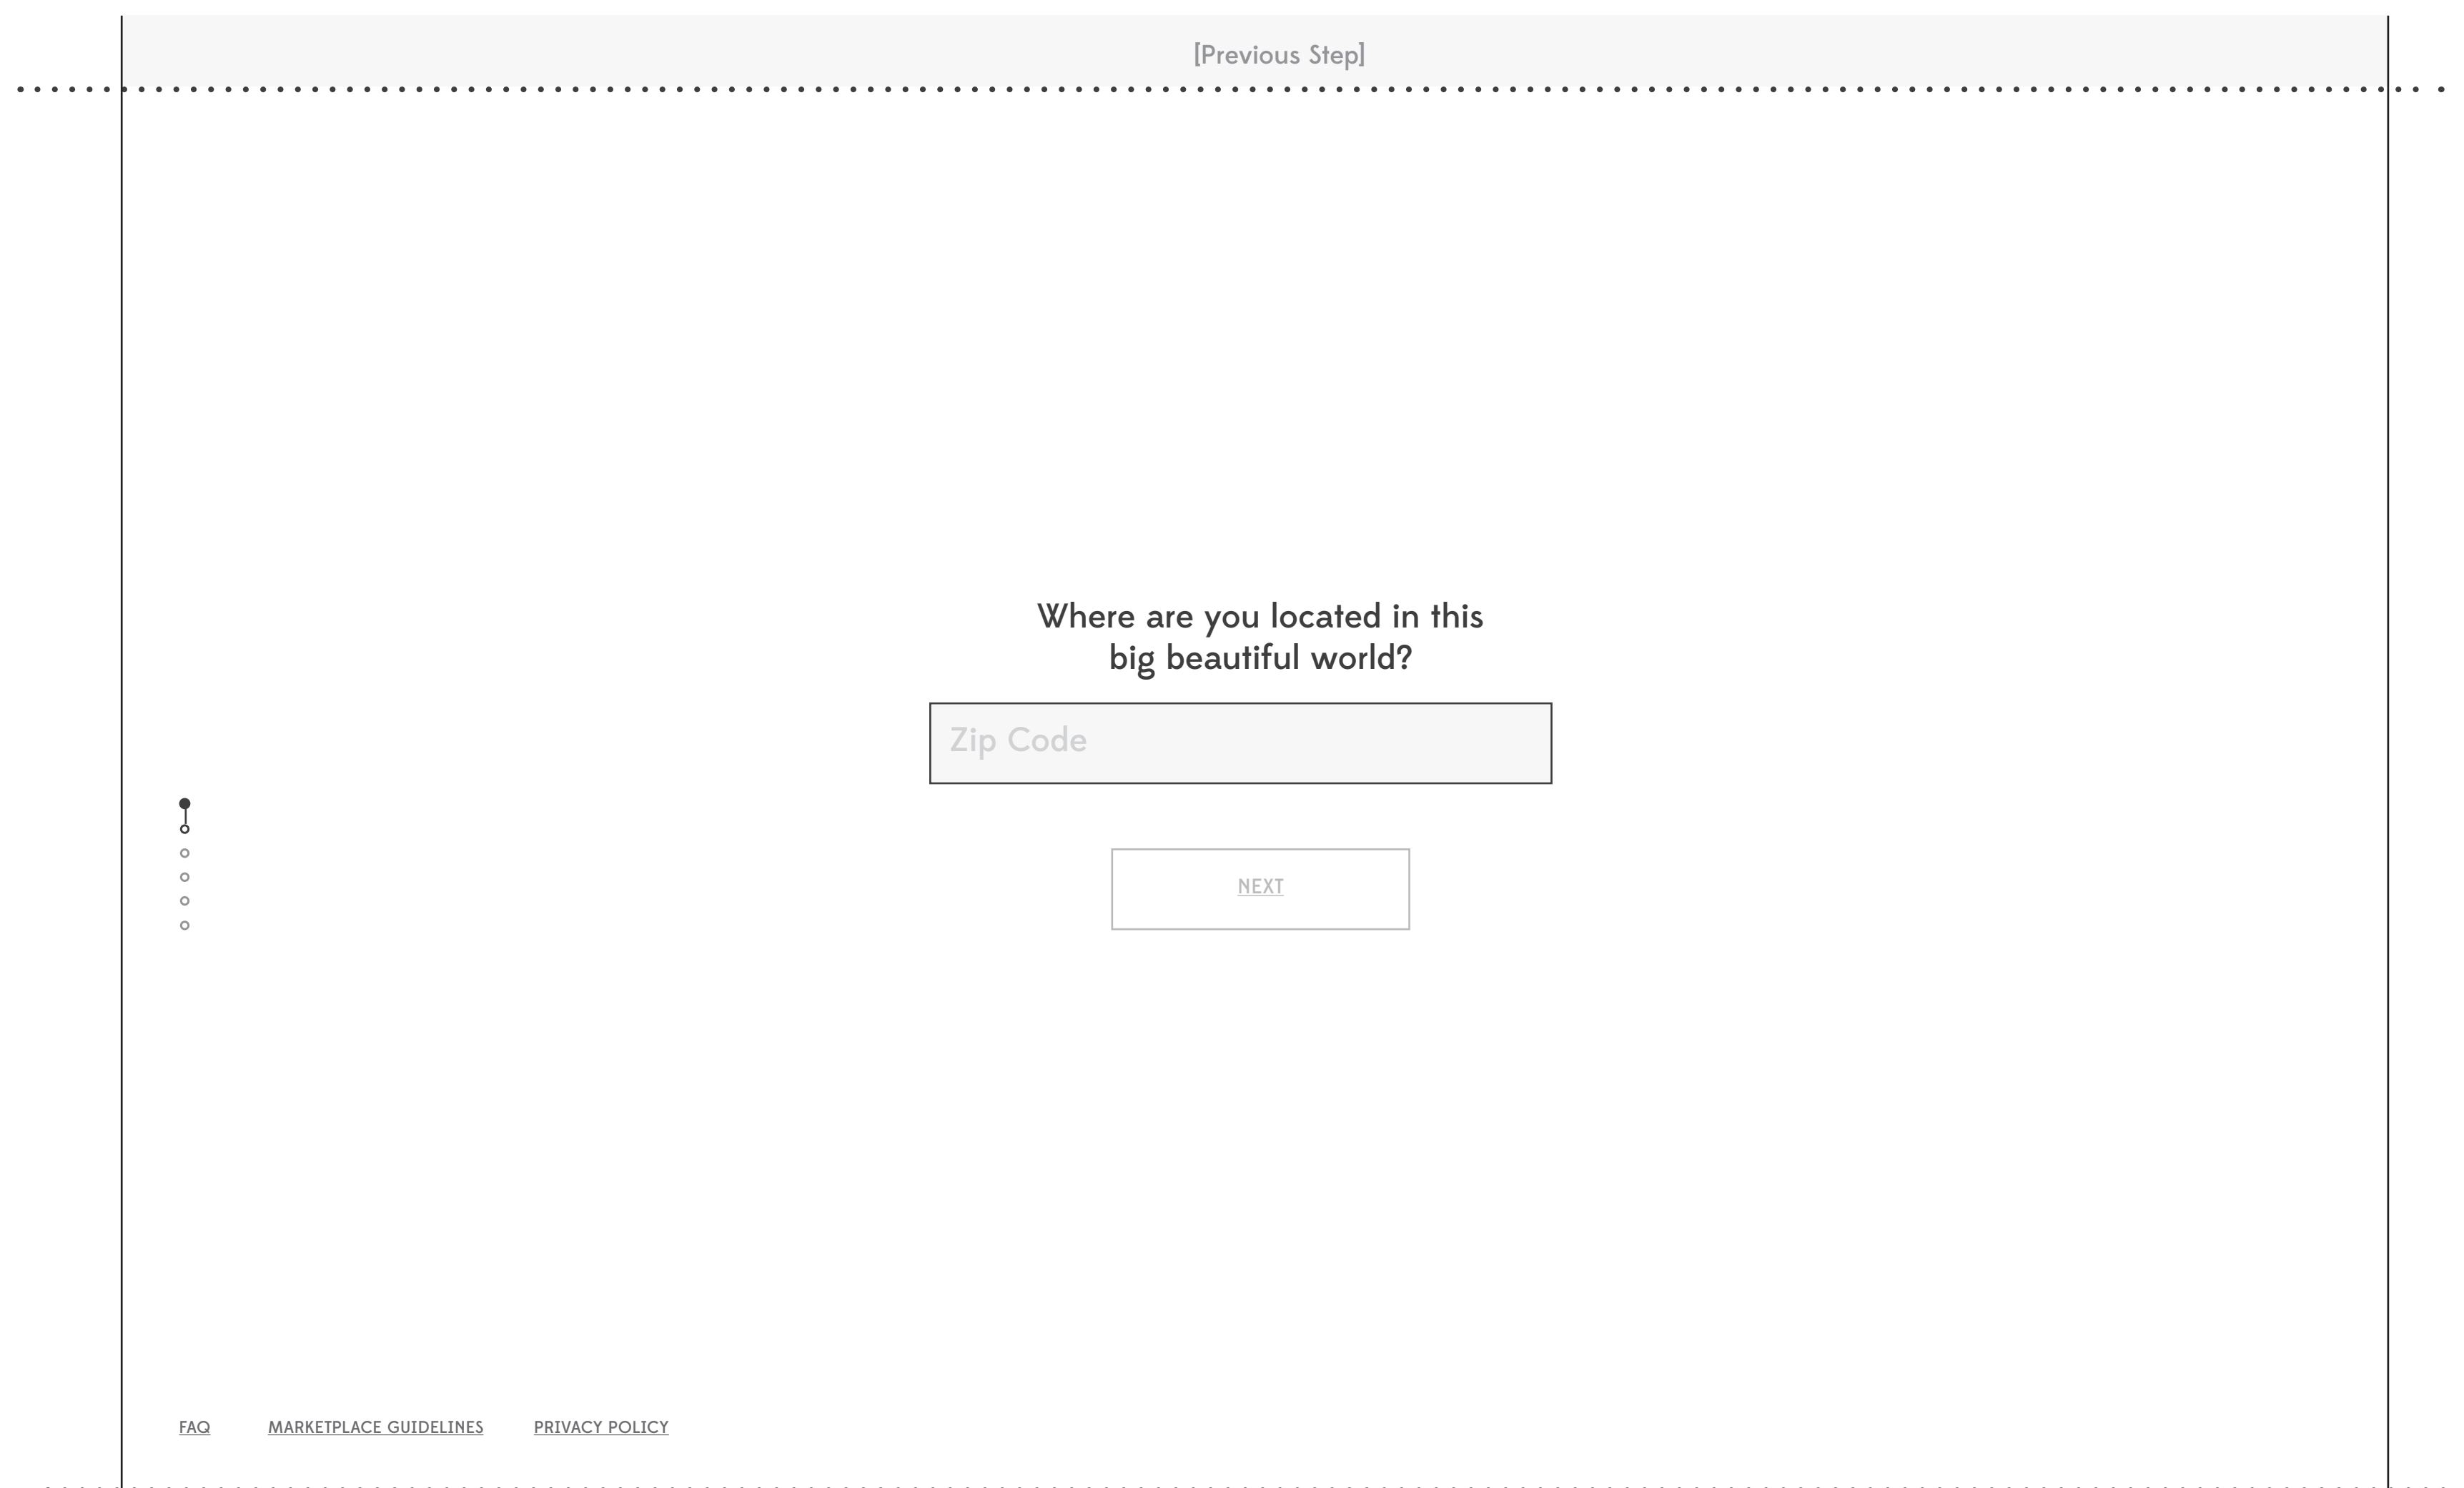 [Previous Step]
Where are you located in this
big beautiful world?
Zip Code
NEXT
FAQ MARKETPLACE GUIDELINES PRIVACY POLICY